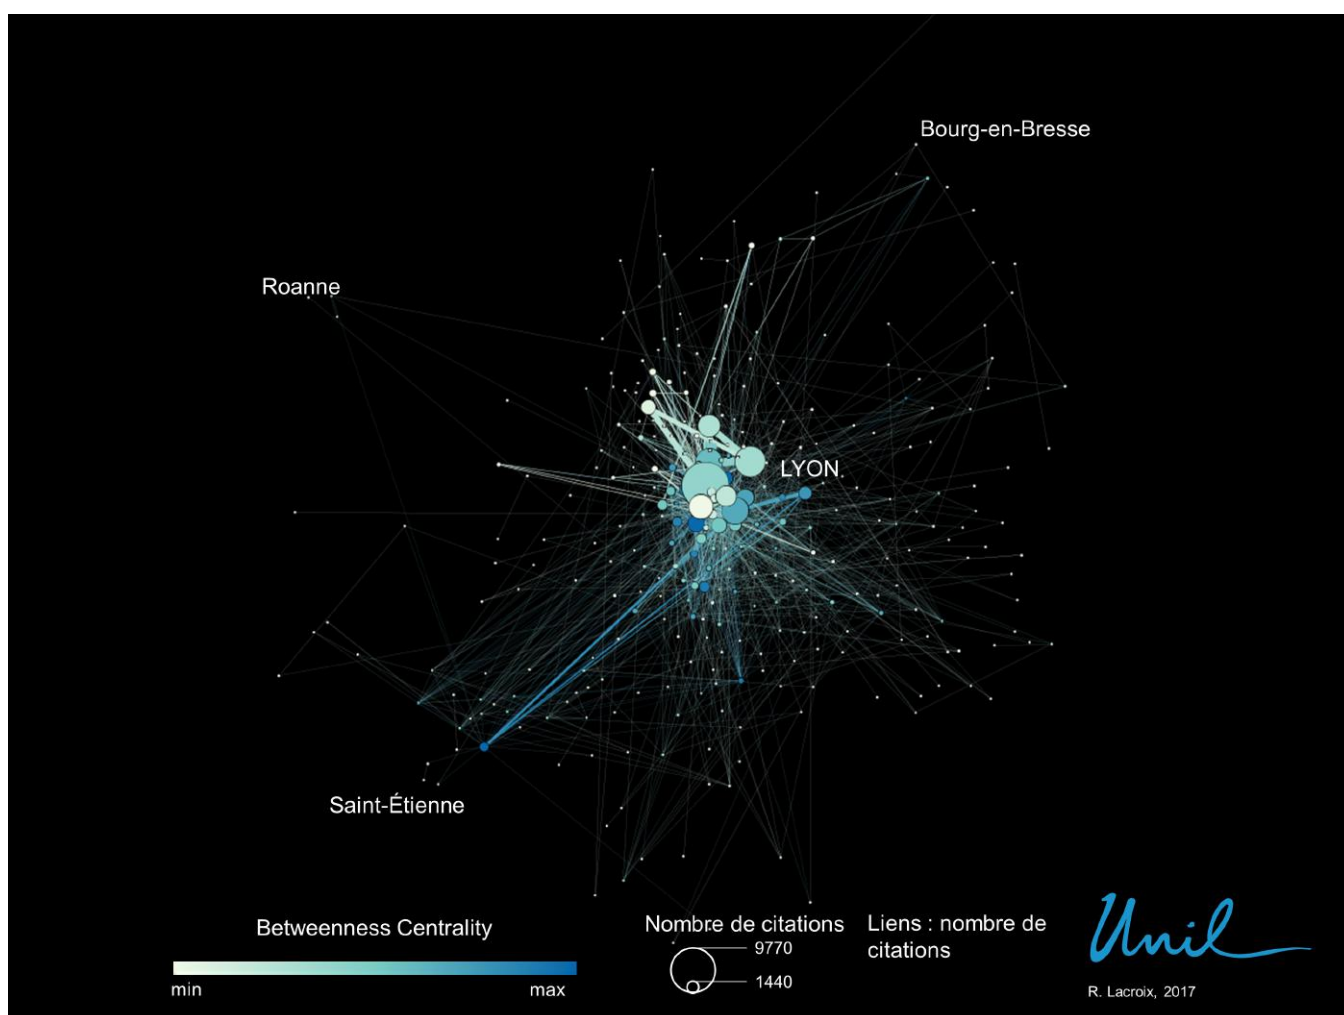 Bourg-en-Bresse
Roanne
LYON
Saint-Étienne
Betweenness Centrality
min
max
Nombre de citations
9770
1440
Liens : nombre de
citations
Unil
R. Lacroix, 2017